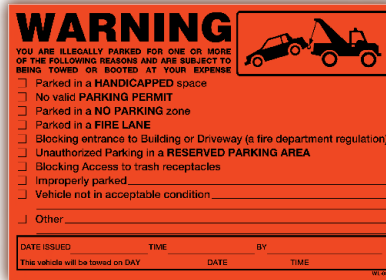 WARNING
YOU ARE ILLEGALLY PARKED FOR ONE OR MORE
OF THE FOLLOWING REASONS AND ARE SUBJECT TO
BEING TOWED OR BOOTED AT YOUR EXPENSE
Parked in a HANDICAPPED space
No valid PARKING PERMIT
Parked in a NO PARKING zone
Parked in a FIRE LANE
Blocking entrance to Building or Driveway (a fire department regulation)
Unauthorized Parking in a RESERVED PARKING AREA
Blocking Access to trash receptacles
Improperly parked
Vehicle not in acceptable condition
Other
DATE ISSUED TIME BY
This vehicle will be towed on DAY DATE TIME